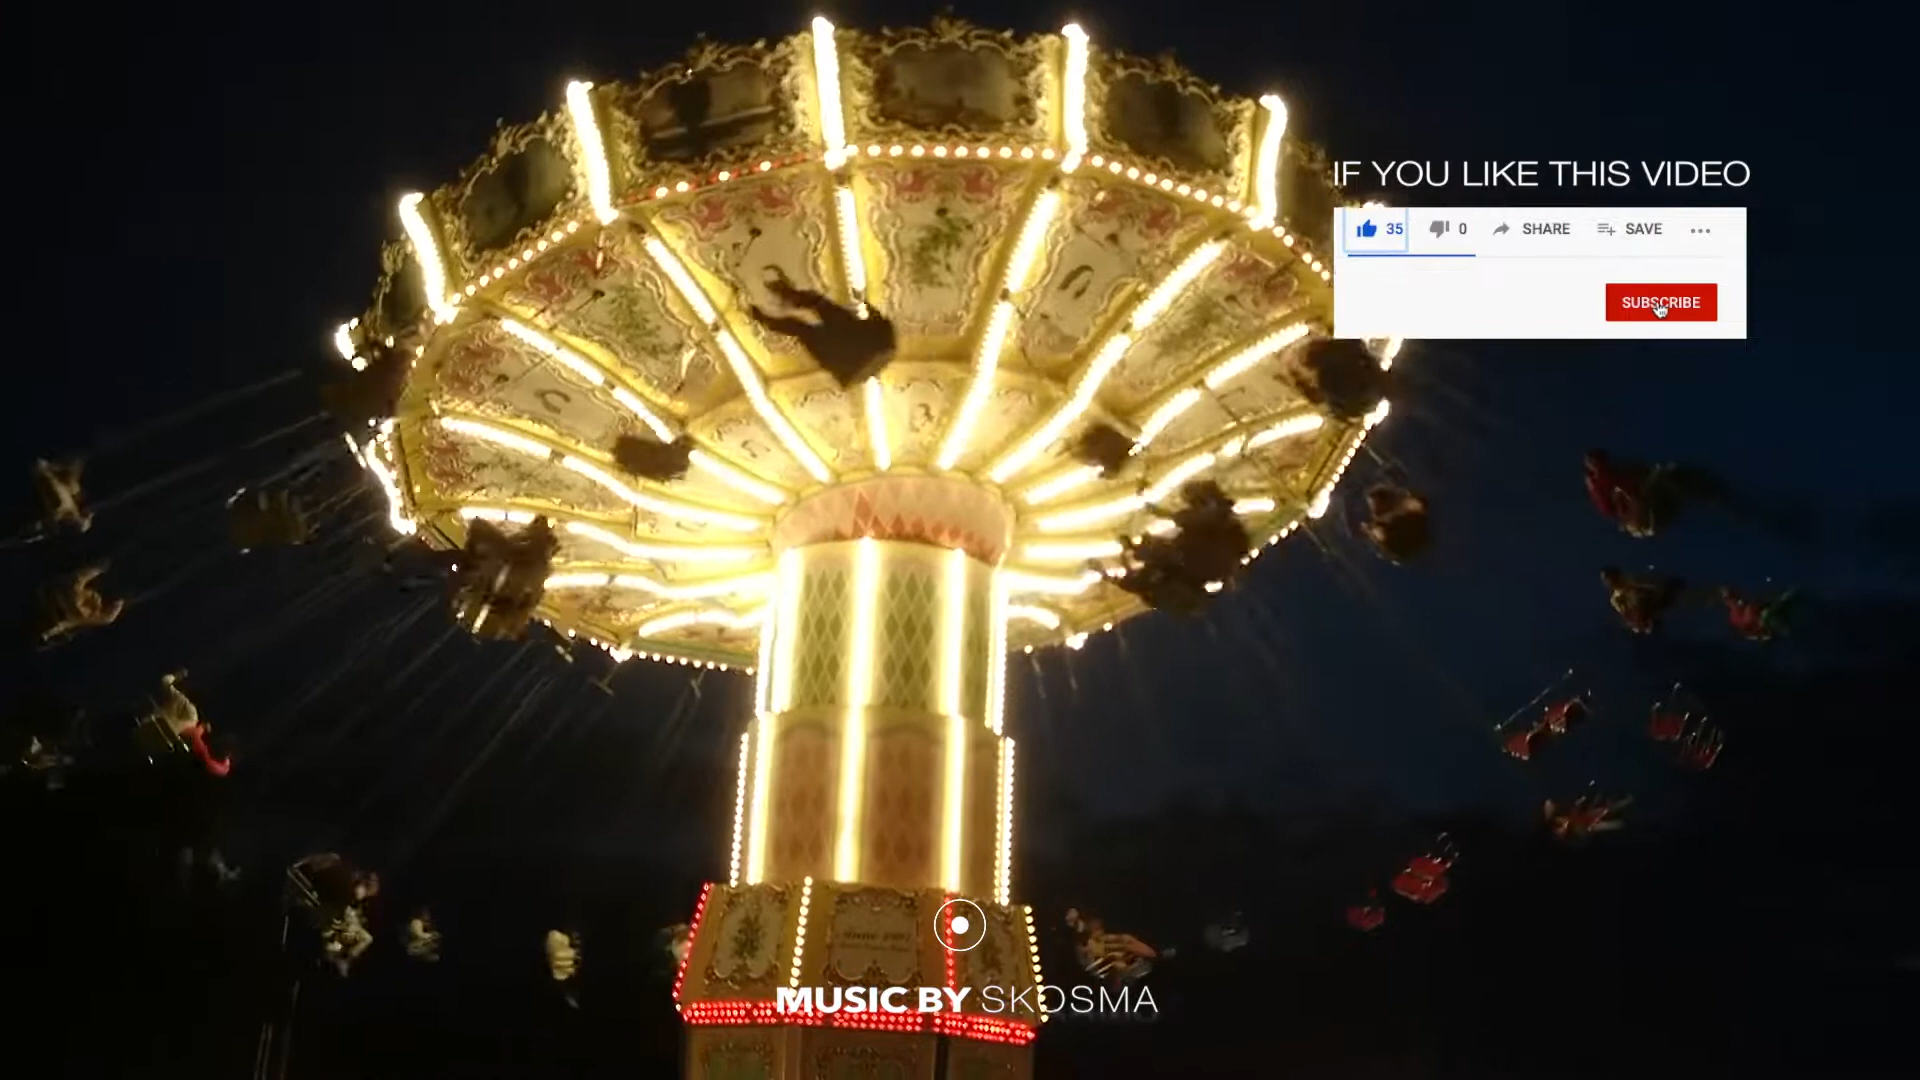 IF YOU LIKE THIS VIDEO
35 0 SHARE SAVE
SUBSCRIBE
MUSIC BY SKOSMA